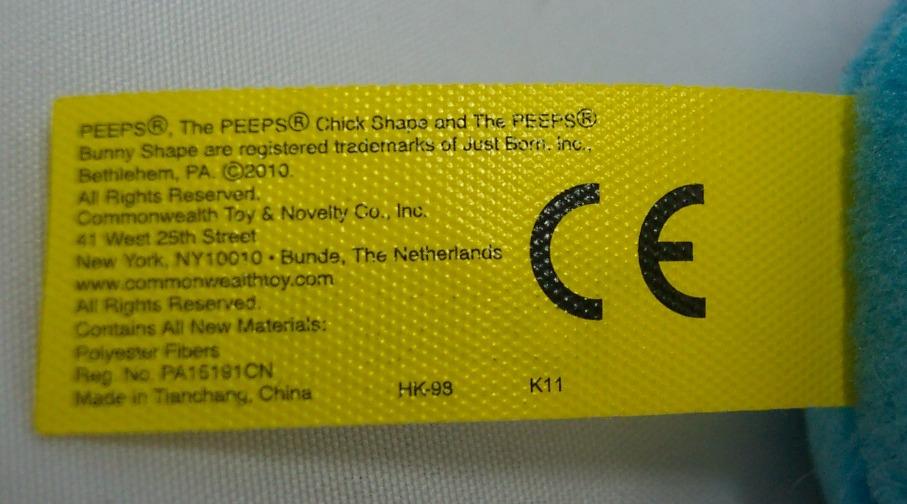 PEEPS®, The PEEPS® Chick Shape and The PEEPS®
Bunny Shape are registered trademarks of Just Born, Inc.,
Bethlehem, PA. ©2010.
All Rights Reserved.
Commonwealth Toy & Novelty Co., Inc.
41 West 25th Street
New York, NY10010 • Bunde, The Netherlands
www.commonwealthtoy.com
All Rights Reserved.
Contains All New Materials:
Polyester Fibers
Reg. No. PA15191CN
Made in Tianchang, China HK-98 K11
CE